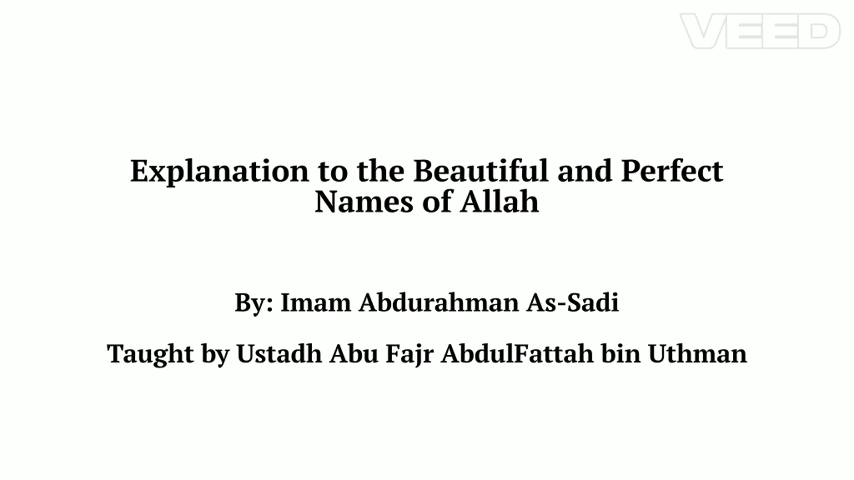 VEED
Explanation to the Beautiful and Perfect
Names of Allah
By: Imam Abdurahman As-Sadi
Taught by Ustadh Abu Fajr AbdulFattah bin Uthman